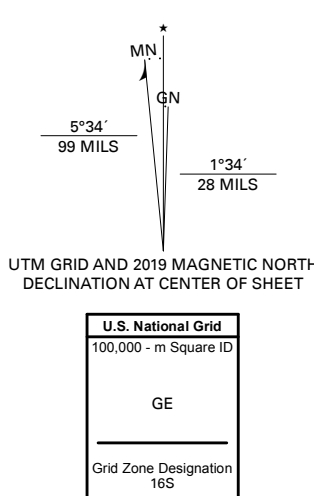 ★
MN
GN
5°34´
99 MILS
1°34´
28 MILS
UTM GRID AND 2019 MAGNETIC NORTH
DECLINATION AT CENTER OF SHEET
U.S. National Grid
100,000 - m Square ID
GE
Grid Zone Designation
16S